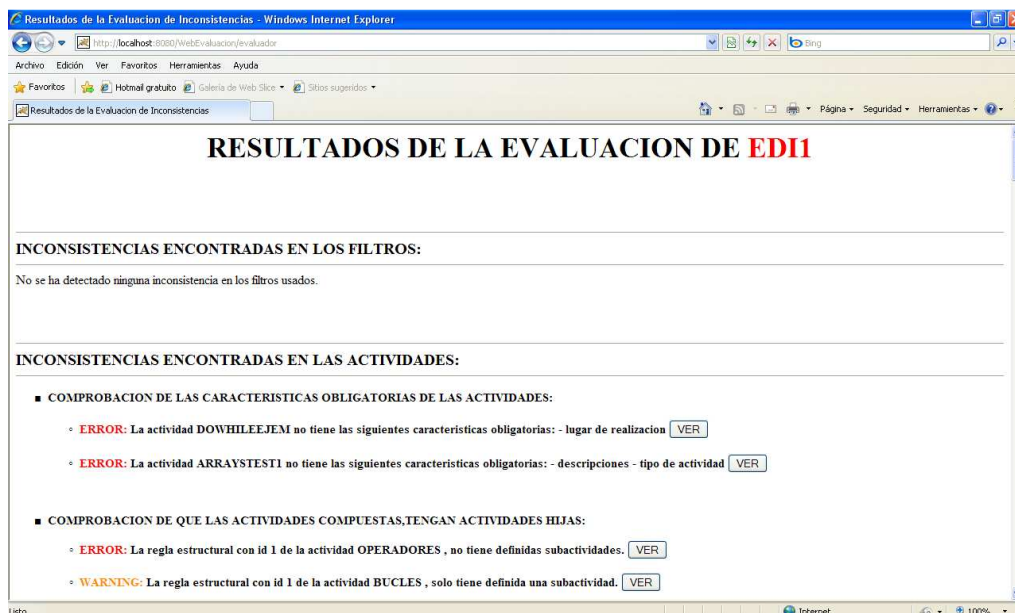 Resultados de la Evaluacion de Inconsistencias - Windows Internet Explorer
http://localhost:8080/WebEvaluacion/evaluador
Bing
Archivo Edición Ver Favoritos Herramientas Ayuda
Favoritos Hotmail gratuito Galería de Web Slice Sitios sugeridos
Resultados de la Evaluacion de Inconsistencias
Página Seguridad Herramientas
RESULTADOS DE LA EVALUACION DE EDI1
INCONSISTENCIAS ENCONTRADAS EN LOS FILTROS:
No se ha detectado ninguna inconsistencia en los filtros usados.
INCONSISTENCIAS ENCONTRADAS EN LAS ACTIVIDADES:
COMPROBACION DE LAS CARACTERISTICAS OBLIGATORIAS DE LAS ACTIVIDADES:
ERROR: La actividad DOWHILEEJEM no tiene las siguientes caracteristicas obligatorias: - lugar de realizacion VER
ERROR: La actividad ARRAYSTEST1 no tiene las siguientes caracteristicas obligatorias: - descripciones - tipo de actividad VER
COMPROBACION DE QUE LAS ACTIVIDADES COMPUESTAS,TENGAN ACTIVIDADES HIJAS:
ERROR: La regla estructural con id 1 de la actividad OPERADORES , no tiene definidas subactividades. VER
WARNING: La regla estructural con id 1 de la actividad BUCLES , solo tiene definida una subactividad. VER
Listo Internet 100%